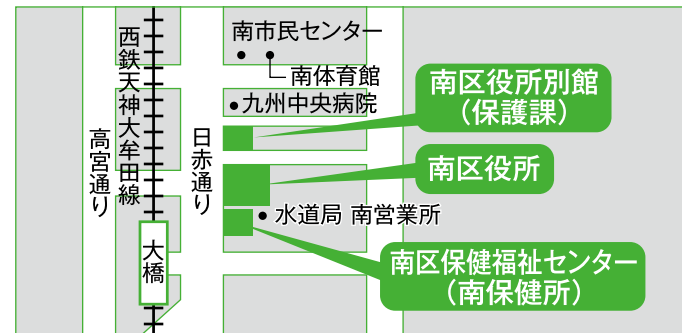 南市民センター
南体育館
九州中央病院
南区役所別館
（保護課）
南区役所
水道局 南営業所
南区保健福祉センター
（南保健所）
西鉄天神大牟田線
高宮通り
日赤通り
大橋